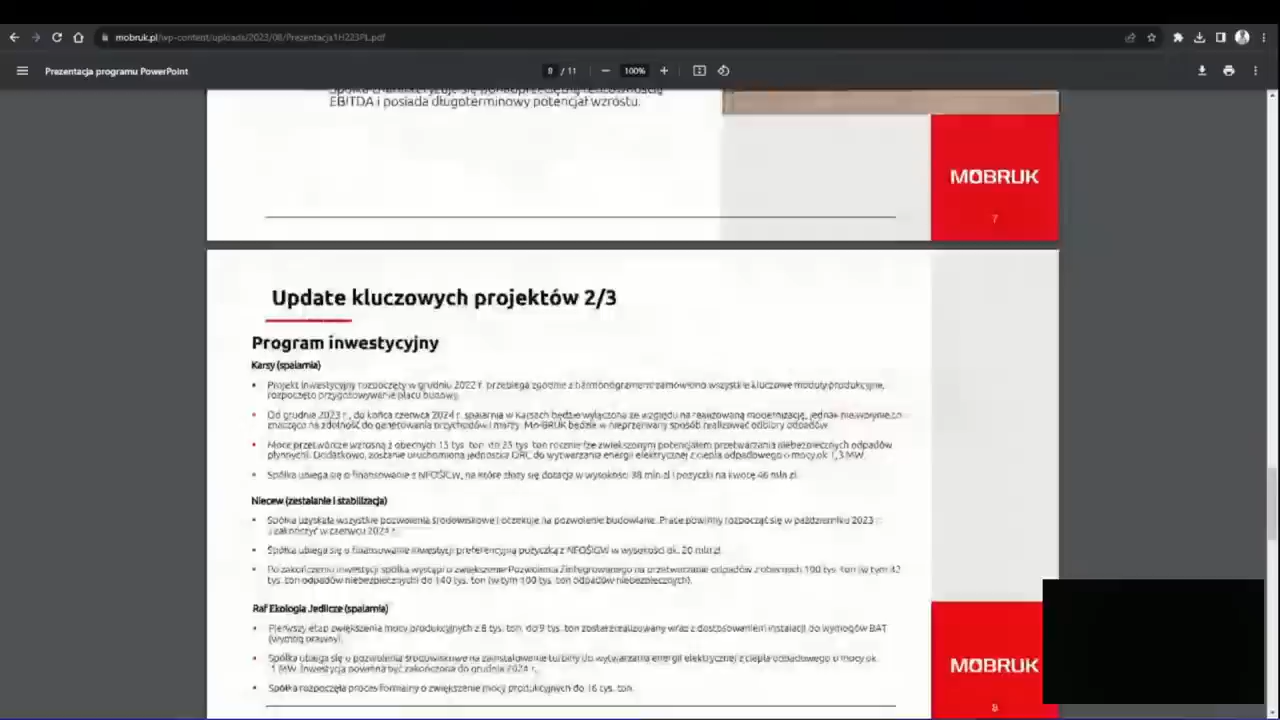 mobruk.pl/wp-content/uploads/2023/08/Prezentacja1H223PL.pdf
Prezentacja programu PowerPoint
8 / 11
100%
EBITDA i posiada długoterminowy potencjał wzrostu.
MOBRUK
7
Update kluczowych projektów 2/3
Program inwestycyjny
Karsy (spalarnia)
• Projekt inwestycyjny rozpoczęty w grudniu 2022 r. przebiega zgodnie z harmonogramem zamówiono wszystkie kluczowe moduły produkcyjne,
rozpoczęto przygotowywanie placu budowy.
• Od grudnia 2023 r., do końca czerwca 2024 r. spalarnia w Karsach będzie wyłączona ze względu na realizowaną modernizację, jednak nie wpłynie to
znacząco na zdolność do generowania przychodów i marży. Mo-BRUK będzie w nieprzerwany sposób realizować odbiory odpadów.
• Moce przetwórcze wzrosną z obecnych 15 tys. ton do 25 tys. ton rocznie (ze zwiększonym potencjałem przetwarzania niebezpiecznych odpadów
płynnych). Dodatkowo, zostanie uruchomiona jednostka ORC do wytwarzania energii elektrycznej z ciepła odpadowego o mocy ok. 1,3 MW.
• Spółka ubiega się o finansowanie z NFOŚiGW, na które złoży się dotacja w wysokości 38 mln zł i pożyczki na kwotę 46 mln zł.
Niecew (zestalanie i stabilizacja)
• Spółka uzyskała wszystkie pozwolenia środowiskowe i oczekuje na pozwolenie budowlane. Prace powinny rozpocząć się w październiku 2023 r.
i zakończyć w czerwcu 2024 r.
• Spółka ubiega się o finansowanie inwestycji preferencyjną pożyczką z NFOŚiGW w wysokości ok. 20 mln zł.
• Po zakończeniu inwestycji spółka wystąpi o zwiększenie Pozwolenia Zintegrowanego na przetwarzanie odpadów z obecnych 100 tys. ton (w tym 42
tys. ton odpadów niebezpiecznych) do 140 tys. ton (w tym 100 tys. ton odpadów niebezpiecznych).
Raf Ekologia Jedlicze (spalarnia)
• Pierwszy etap zwiększenia mocy produkcyjnych z 8 tys. ton. do 9 tys. ton został zrealizowany wraz z dostosowaniem instalacji do wymogów BAT
(wymóg prawny).
• Spółka ubiega się o pozwolenia środowiskowe na zainstalowanie turbiny do wytwarzania energii elektrycznej z ciepła odpadowego o mocy ok.
1 MW. Inwestycja powinna być zakończona do grudnia 2024 r.
• Spółka rozpoczęła proces formalny o zwiększenie mocy produkcyjnych do 16 tys. ton.
MOBRUK
8